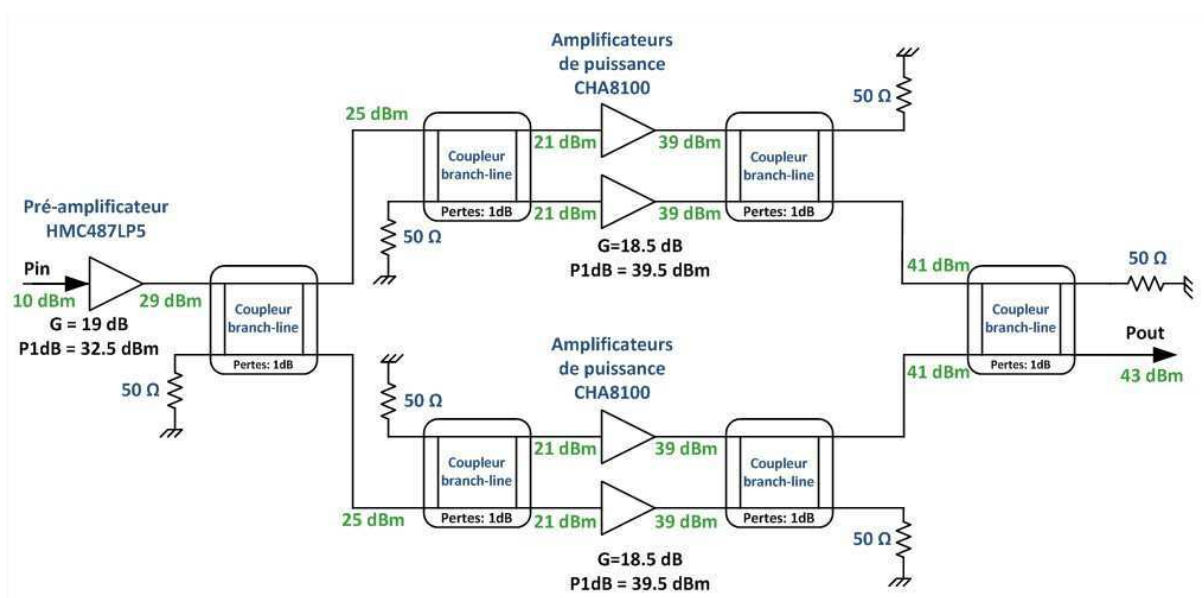 Amplificateurs
de puissance
CHA8100
50 Ω
25 dBm
Coupleur
branch-line
Pertes: 1dB
21 dBm
39 dBm
Coupleur
branch-line
Pertes: 1dB
21 dBm
39 dBm
50 Ω
G=18.5 dB
P1dB = 39.5 dBm
Pré-amplificateur
HMC487LP5
Pin
10 dBm
29 dBm
G = 19 dB
P1dB = 32.5 dBm
Coupleur
branch-line
Pertes: 1dB
50 Ω
41 dBm
50 Ω
Coupleur
branch-line
Pertes: 1dB
Pout
41 dBm
43 dBm
Amplificateurs
de puissance
CHA8100
50 Ω
21 dBm
39 dBm
Coupleur
branch-line
Pertes: 1dB
Coupleur
branch-line
Pertes: 1dB
25 dBm
21 dBm
39 dBm
50 Ω
G=18.5 dB
P1dB = 39.5 dBm